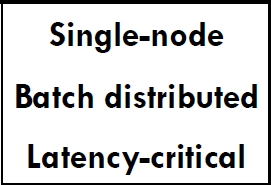 Single-node
Batch distributed
Latency-critical